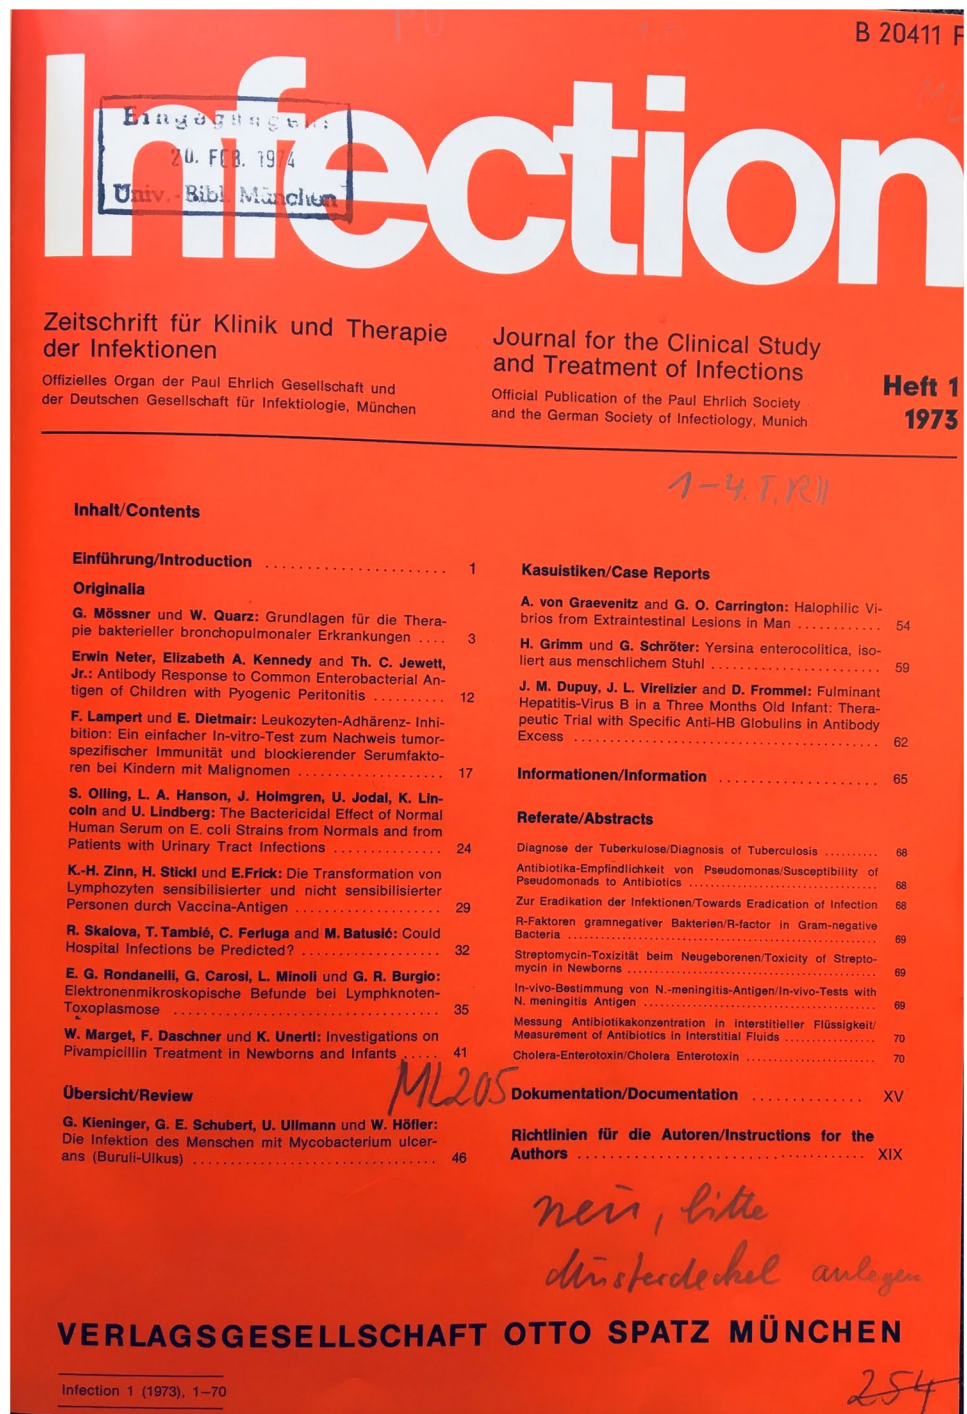 B 20411 F
Infection
Eingegangen:
20. FEB. 1974
Univ.-Bibl. München
Zeitschrift für Klinik und Therapie
der Infektionen
Offizielles Organ der Paul Ehrlich Gesellschaft und
der Deutschen Gesellschaft für Infektiologie, München
Journal for the Clinical Study
and Treatment of Infections
Official Publication of the Paul Ehrlich Society
and the German Society of Infectiology, Munich
Heft 1
1973
Inhalt/Contents
Einführung/Introduction ...................... 1
Originalia
G. Mössner und W. Quarz: Grundlagen für die Thera-
pie bakterieller bronchopulmonaler Erkrankungen .... 3
Erwin Neter, Elizabeth A. Kennedy and Th. C. Jewett,
Jr.: Antibody Response to Common Enterobacterial An-
tigen of Children with Pyogenic Peritonitis ......... 12
F. Lampert und E. Dietmair: Leukozyten-Adhärenz- Inhi-
bition: Ein einfacher In-vitro-Test zum Nachweis tumor-
spezifischer Immunität und blockierender Serumfakto-
ren bei Kindern mit Malignomen .................. 17
S. Olling, L. A. Hanson, J. Holmgren, U. Jodal, K. Lin-
coln and U. Lindberg: The Bactericidal Effect of Normal
Human Serum on E. coli Strains from Normals and from
Patients with Urinary Tract Infections .............. 24
K.-H. Zinn, H. Stickl und E.Frick: Die Transformation von
Lymphozyten sensibilisierter und nicht sensibilisierter
Personen durch Vaccina-Antigen .................. 29
R. Skalova, T. Tambić, C. Ferluga and M. Batusić: Could
Hospital Infections be Predicted? .................. 32
E. G. Rondanelli, G. Carosi, L. Minoli und G. R. Burgio:
Elektronenmikroskopische Befunde bei Lymphknoten-
Toxoplasmose ................................. 35
W. Marget, F. Daschner und K. Unertl: Investigations on
Pivampicillin Treatment in Newborns and Infants ..... 41
Übersicht/Review
G. Kieninger, G. E. Schubert, U. Ullmann und W. Höfler:
Die Infektion des Menschen mit Mycobacterium ulcer-
ans (Buruli-Ulkus) .............................. 46
Kasuistiken/Case Reports
A. von Graevenitz and G. O. Carrington: Halophilic Vi-
brios from Extraintestinal Lesions in Man ........... 54
H. Grimm und G. Schröter: Yersina enterocolitica, iso-
liert aus menschlichem Stuhl ...................... 59
J. M. Dupuy, J. L. Virelizier and D. Frommel: Fulminant
Hepatitis-Virus B in a Three Months Old Infant: Thera-
peutic Trial with Specific Anti-HB Globulins in Antibody
Excess ........................................ 62
Informationen/Information .................. 65
Referate/Abstracts
Diagnose der Tuberkulose/Diagnosis of Tuberculosis ......... 68
Antibiotika-Empfindlichkeit von Pseudomonas/Susceptibility of
Pseudomonads to Antibiotics ............................... 68
Zur Eradikation der Infektionen/Towards Eradication of Infection 68
R-Faktoren gramnegativer Bakterien/R-factor in Gram-negative
Bacteria .................................................. 69
Streptomycin-Toxizität beim Neugeborenen/Toxicity of Strepto-
mycin in Newborns ........................................ 69
In-vivo-Bestimmung von N.-meningitis-Antigen/In-vivo-Tests with
N. meningitis Antigen ..................................... 69
Messung Antibiotikakonzentration in interstitieller Flüssigkeit/
Measurement of Antibiotics in Interstitial Fluids ............... 70
Cholera-Enterotoxin/Cholera Enterotoxin ...................... 70
Dokumentation/Documentation .............. XV
Richtlinien für die Autoren/Instructions for the
Authors ................................... XIX
ML205
neu, bitte
Musterdeckel anlegen
VERLAGSGESELLSCHAFT OTTO SPATZ MÜNCHEN
Infection 1 (1973), 1–70
254